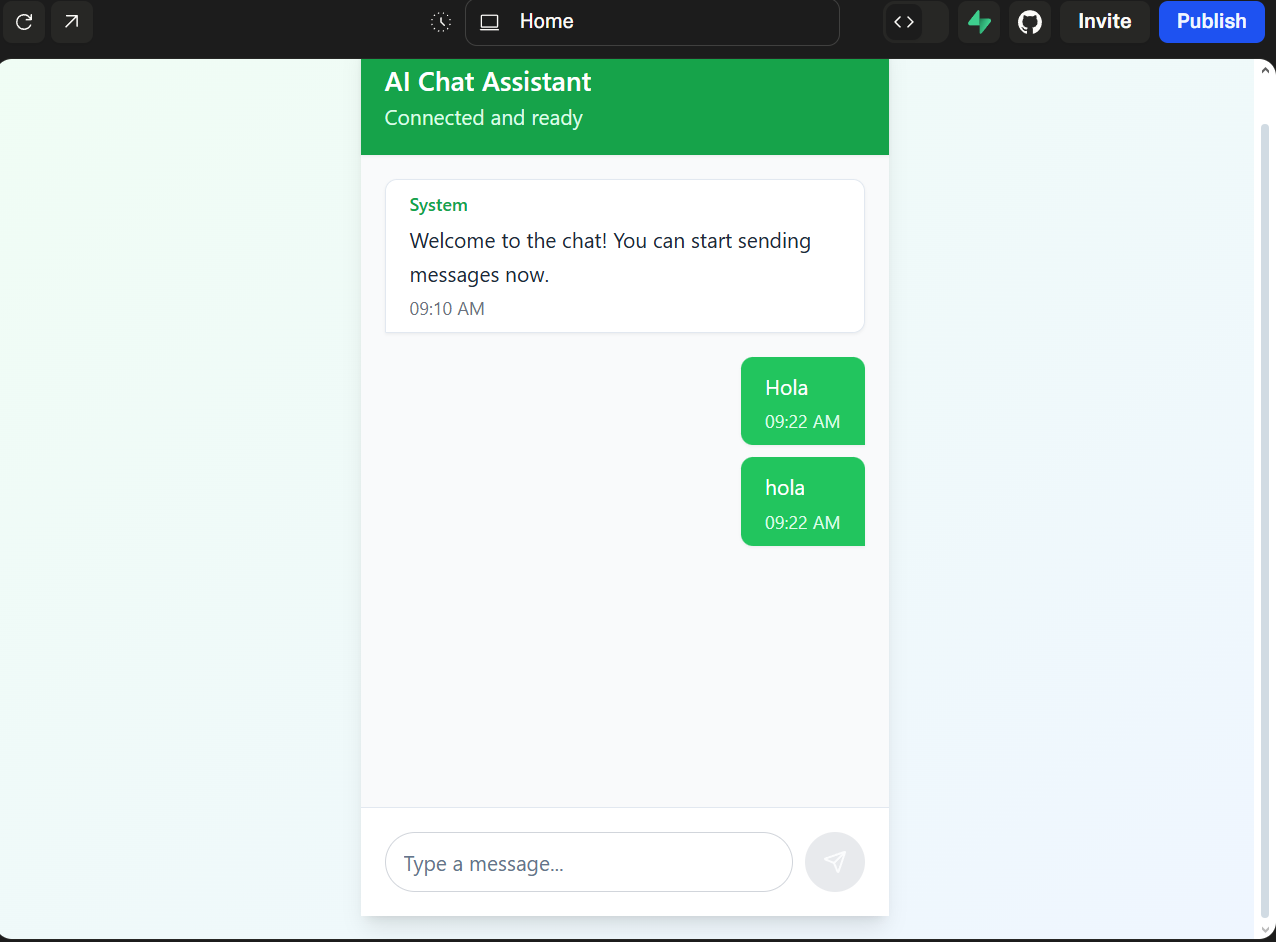 Home
Invite
Publish
AI Chat Assistant
Connected and ready
System
Welcome to the chat! You can start sending
messages now.
09:10 AM
Hola
09:22 AM
hola
09:22 AM
Type a message...